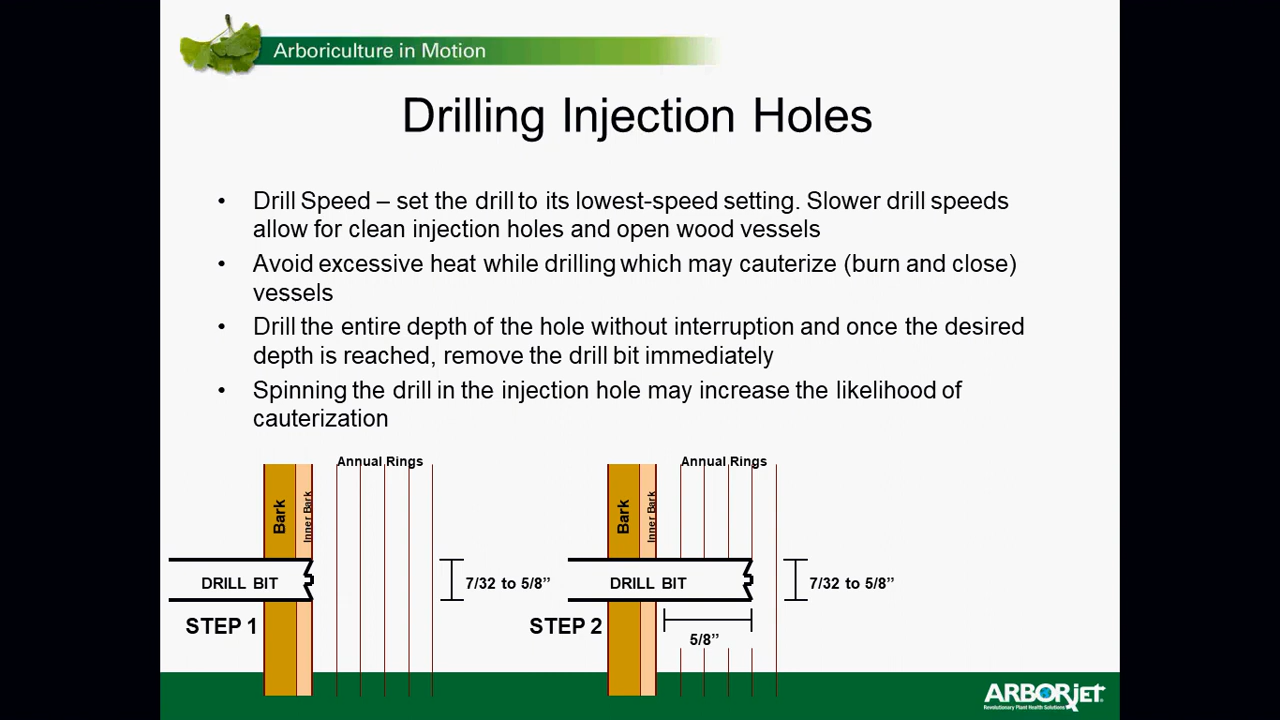 Arboriculture in Motion
Drilling Injection Holes
• Drill Speed – set the drill to its lowest-speed setting. Slower drill speeds
allow for clean injection holes and open wood vessels
• Avoid excessive heat while drilling which may cauterize (burn and close)
vessels
• Drill the entire depth of the hole without interruption and once the desired
depth is reached, remove the drill bit immediately
• Spinning the drill in the injection hole may increase the likelihood of
cauterization
Annual Rings
Bark
Inner Bark
DRILL BIT
7/32 to 5/8”
STEP 1
Annual Rings
Bark
Inner Bark
DRILL BIT
7/32 to 5/8”
STEP 2
5/8”
ARBORjET
Revolutionary Plant Health Solutions